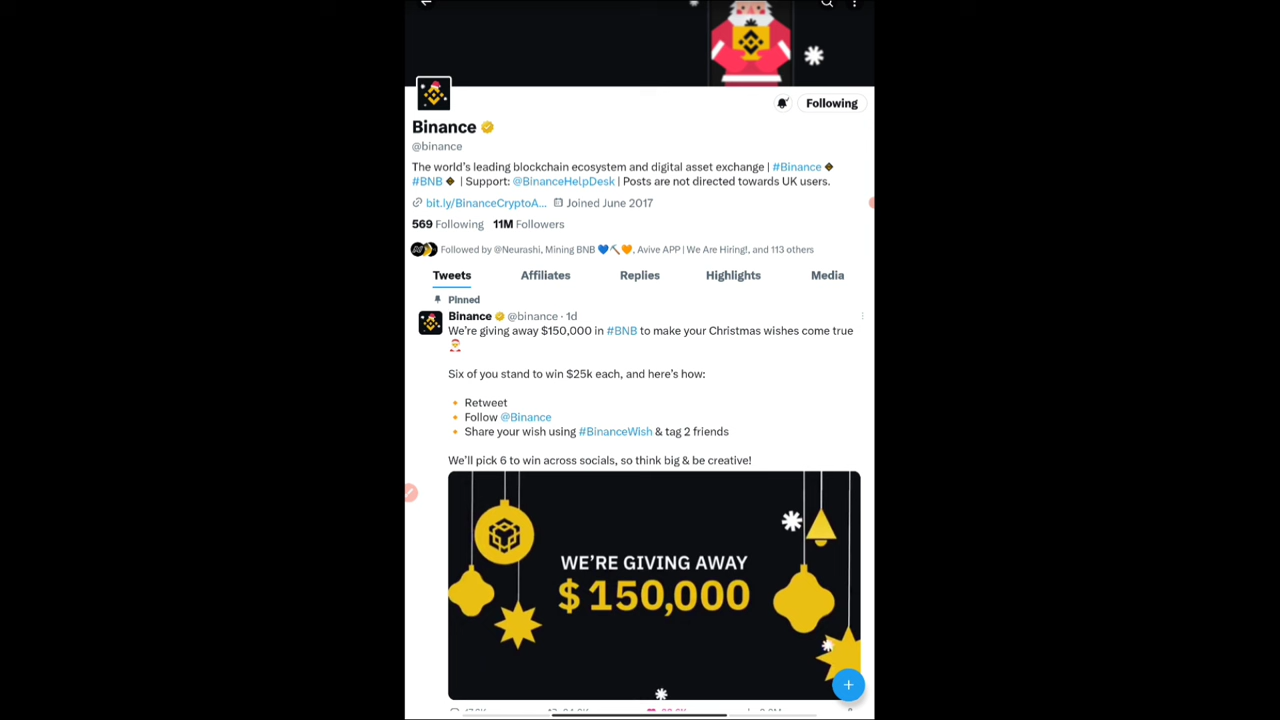 Following
Binance
@binance
The world's leading blockchain ecosystem and digital asset exchange | #Binance
#BNB | Support: @BinanceHelpDesk | Posts are not directed towards UK users.
bit.ly/BinanceCryptoA... Joined June 2017
569 Following 11M Followers
Followed by @Neurashi, Mining BNB 💙⛏🧡, Avive APP | We Are Hiring!, and 113 others
Tweets Affiliates Replies Highlights Media
Pinned
Binance @binance · 1d
We're giving away $150,000 in #BNB to make your Christmas wishes come true
🎅
Six of you stand to win $25k each, and here's how:
🔸 Retweet
🔸 Follow @Binance
🔸 Share your wish using #BinanceWish & tag 2 friends
We'll pick 6 to win across socials, so think big & be creative!
WE'RE GIVING AWAY
$150,000